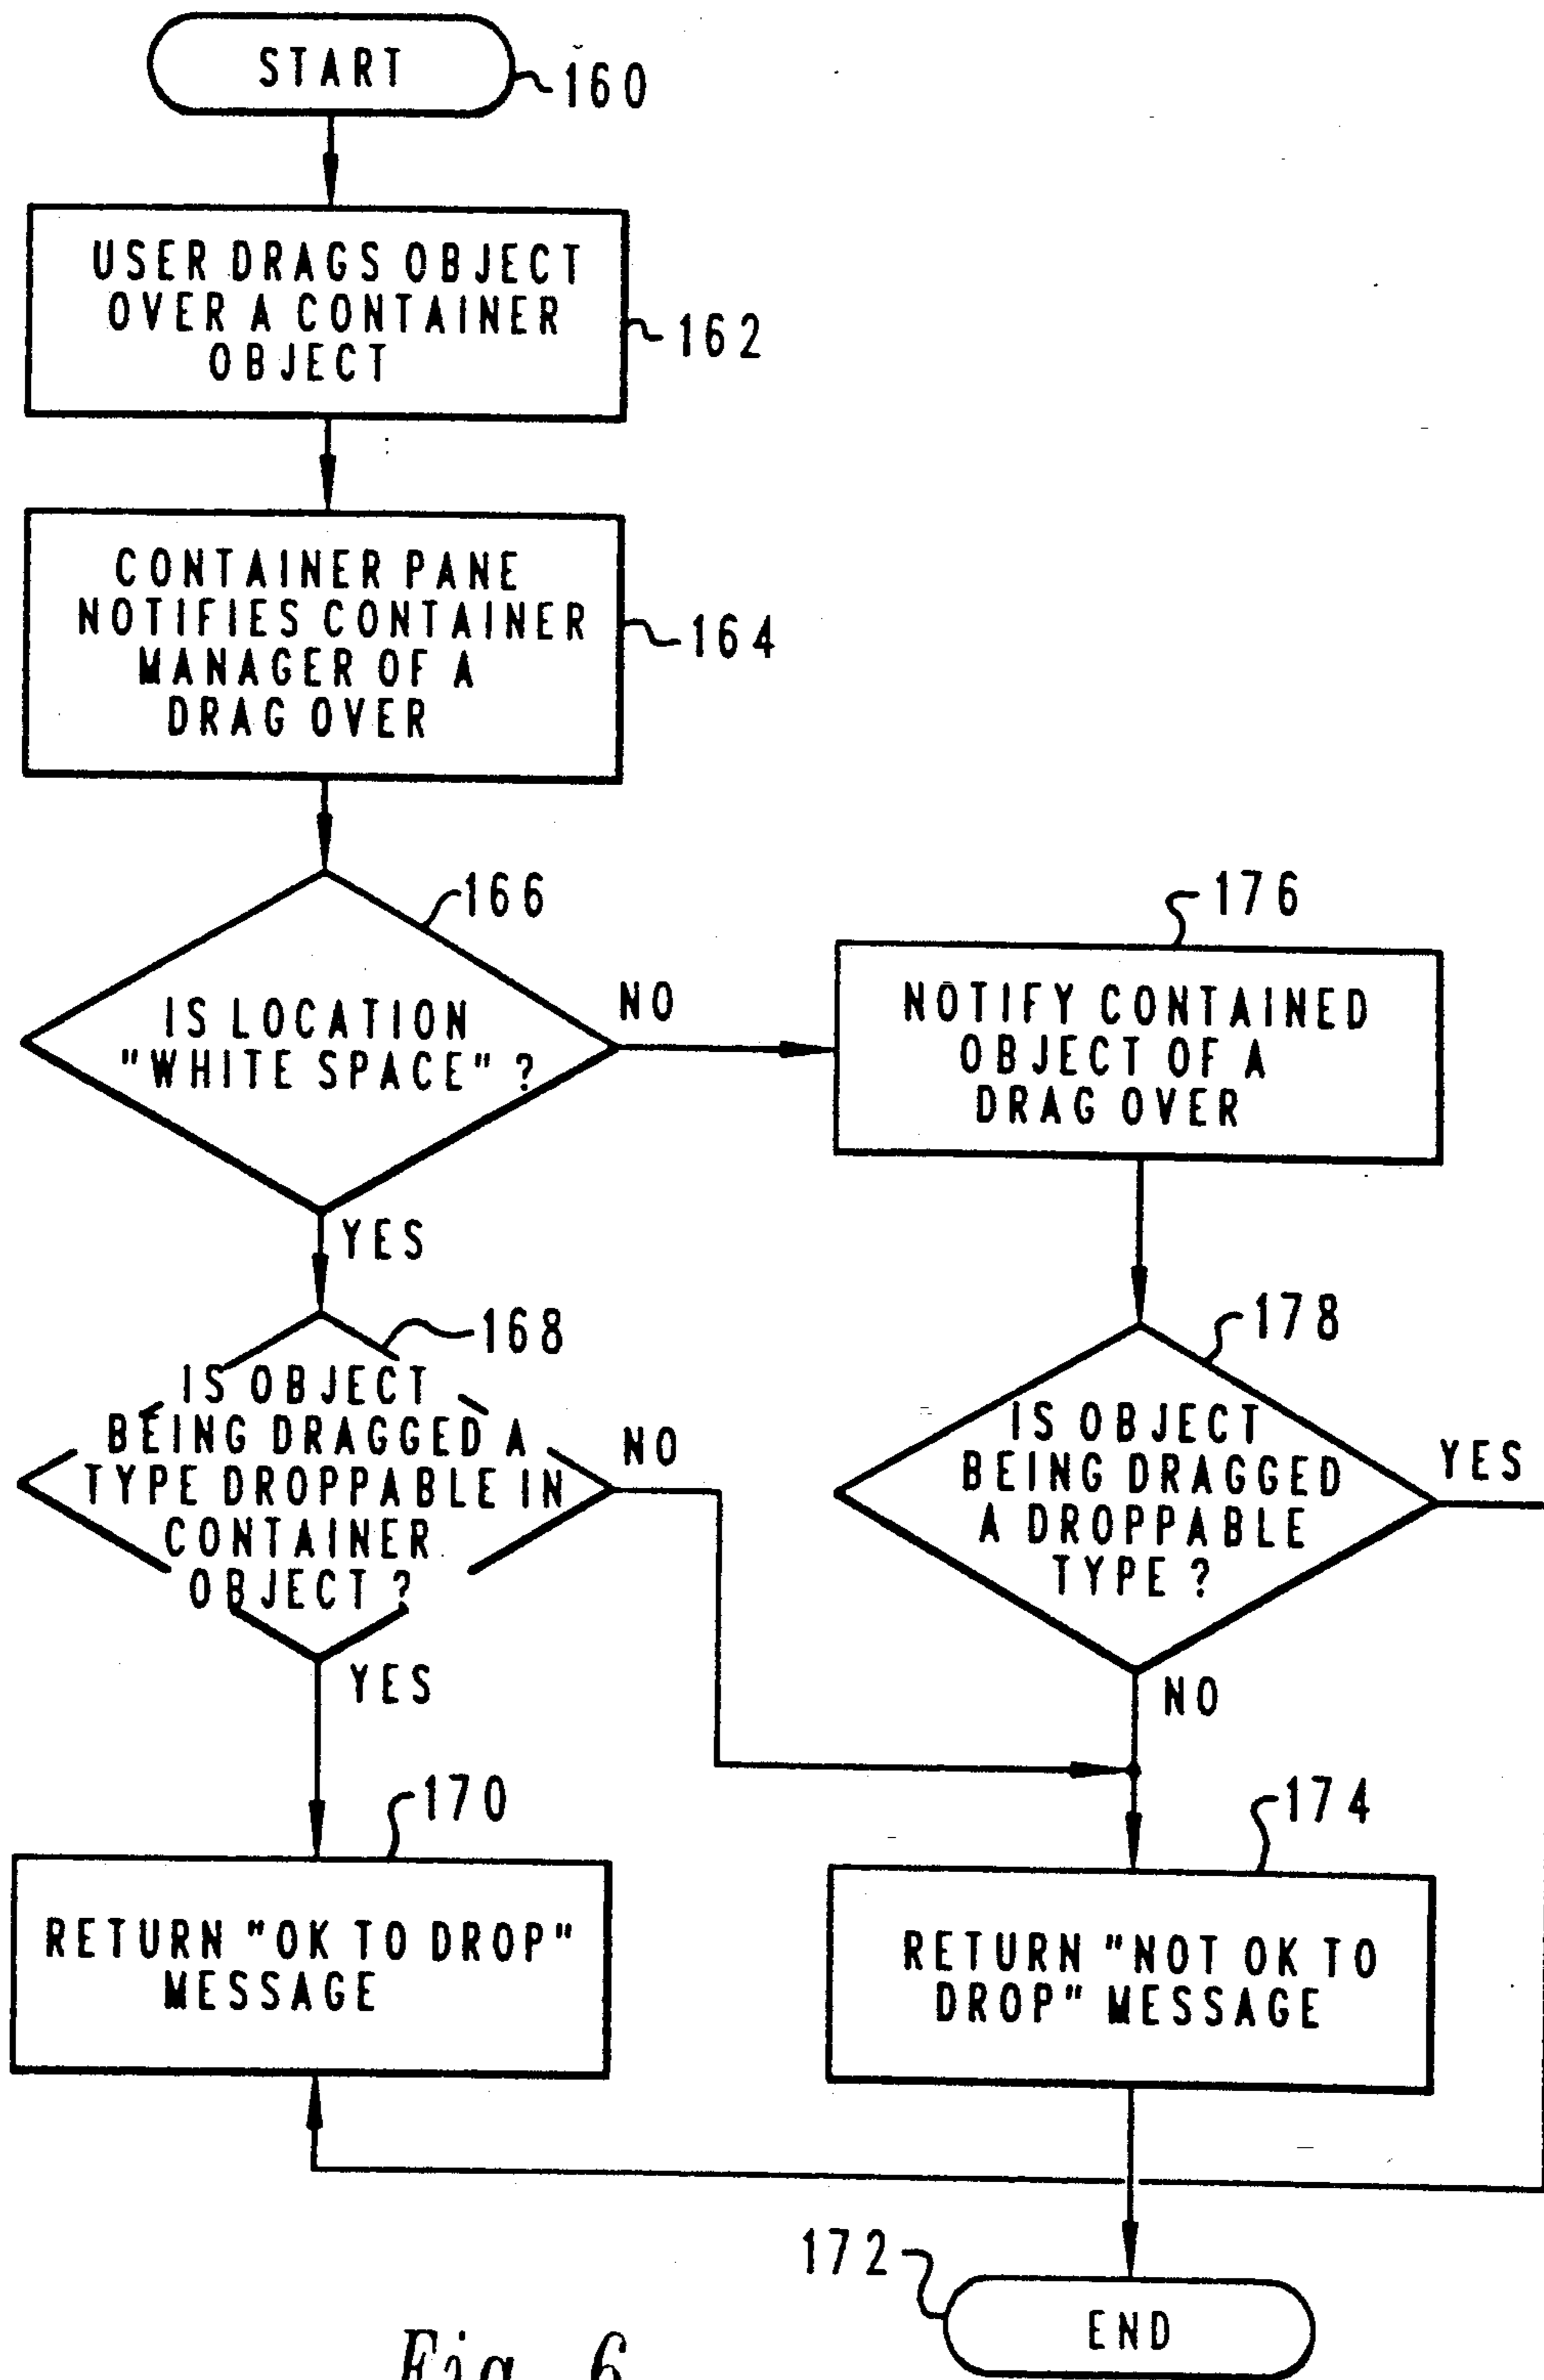 START
160
USER DRAGS OBJECT
OVER A CONTAINER
OBJECT
162
CONTAINER PANE
NOTIFIES CONTAINER
MANAGER OF A
DRAG OVER
164
166
IS LOCATION
"WHITE SPACE" ?
NO
YES
176
NOTIFY CONTAINED
OBJECT OF A
DRAG OVER
168
IS OBJECT
BEING DRAGGED A
TYPE DROPPABLE IN
CONTAINER
OBJECT ?
NO
YES
178
IS OBJECT
BEING DRAGGED
A DROPPABLE
TYPE ?
YES
NO
170
RETURN "OK TO DROP"
MESSAGE
174
RETURN "NOT OK TO
DROP" MESSAGE
172
END
Fig. 6